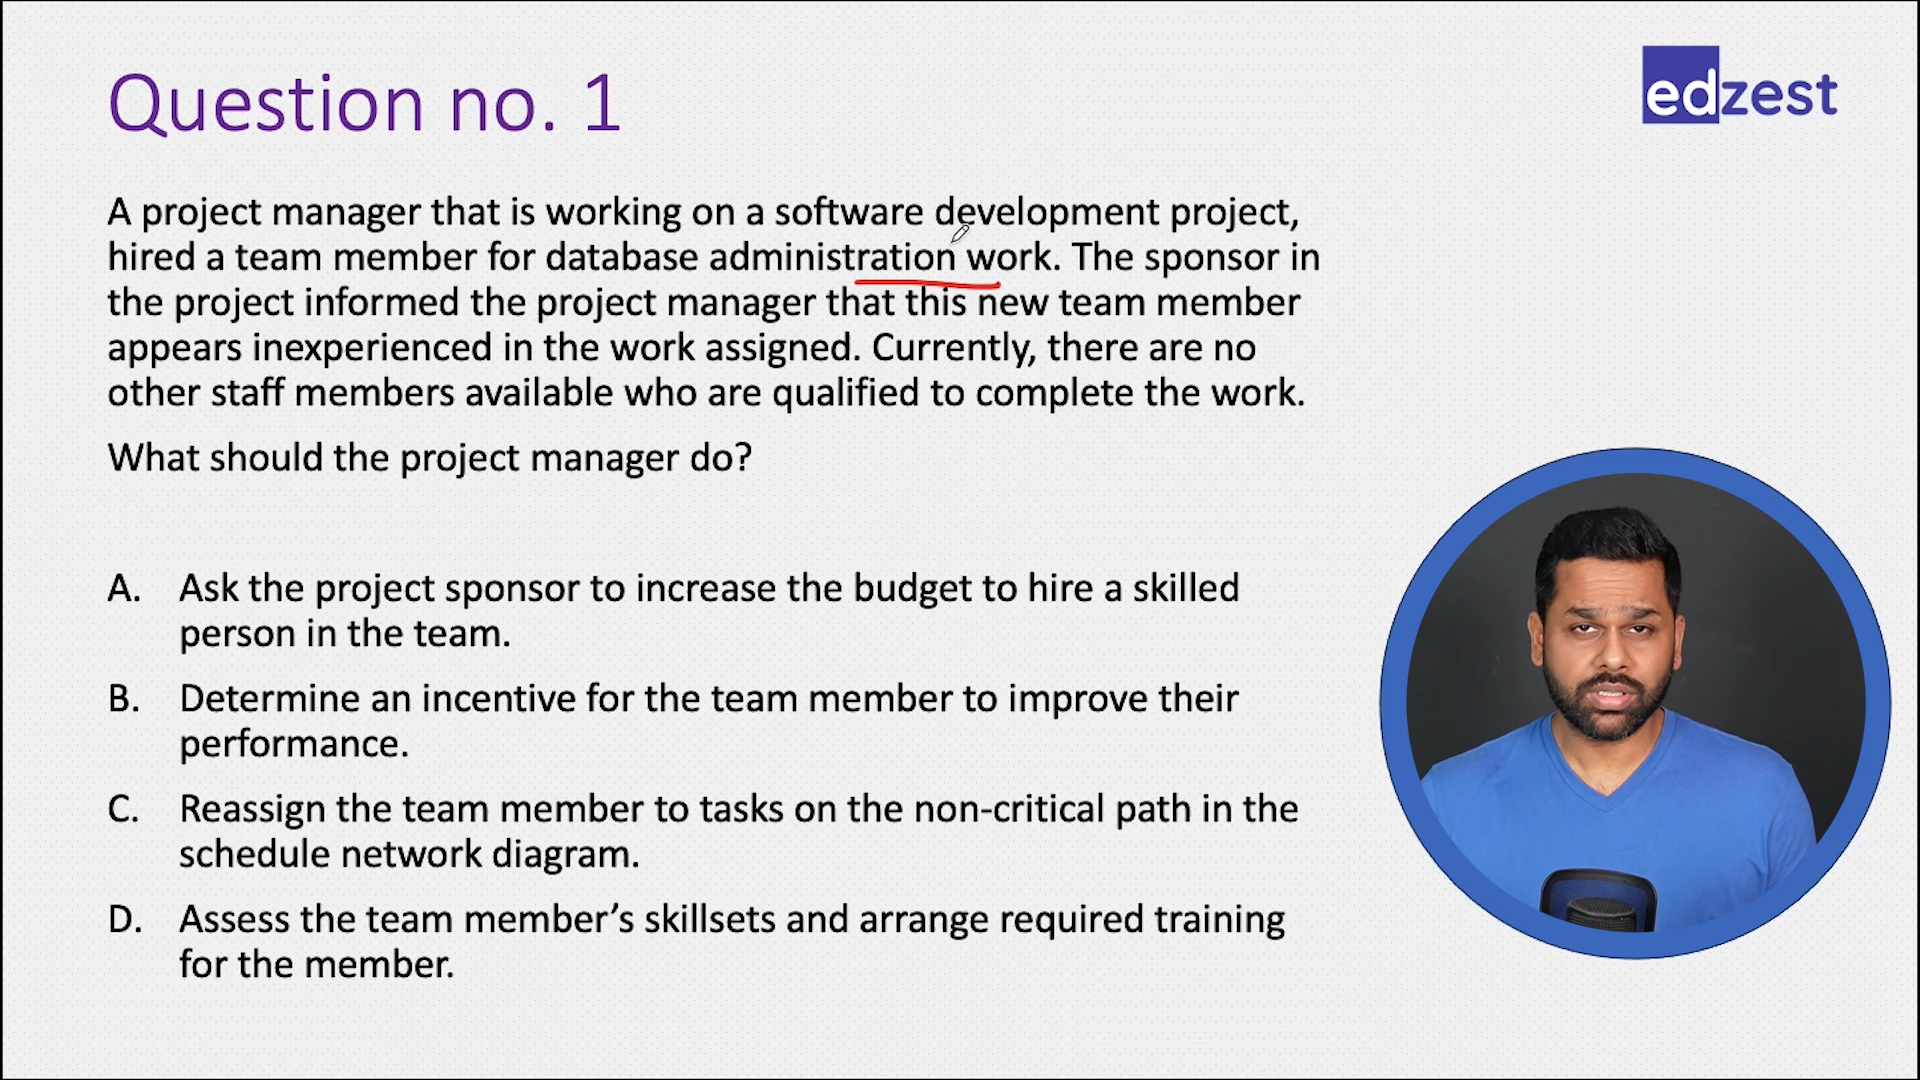 Question no. 1
edzest
A project manager that is working on a software development project,
hired a team member for database administration work. The sponsor in
the project informed the project manager that this new team member
appears inexperienced in the work assigned. Currently, there are no
other staff members available who are qualified to complete the work.
What should the project manager do?
A. Ask the project sponsor to increase the budget to hire a skilled
person in the team.
B. Determine an incentive for the team member to improve their
performance.
C. Reassign the team member to tasks on the non-critical path in the
schedule network diagram.
D. Assess the team member’s skillsets and arrange required training
for the member.